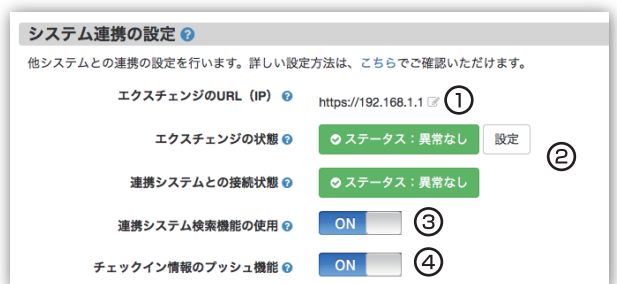 システム連携の設定 ?
他システムとの連携の設定を行います。詳しい設定方法は、こちらでご確認いただけます。
エクスチェンジのURL（IP） ? https://192.168.1.1 ①
エクスチェンジの状態 ? ステータス：異常なし 設定
②
連携システムとの接続状態 ? ステータス：異常なし
連携システム検索機能の使用 ? ON ③
チェックイン情報のプッシュ機能 ? ON ④